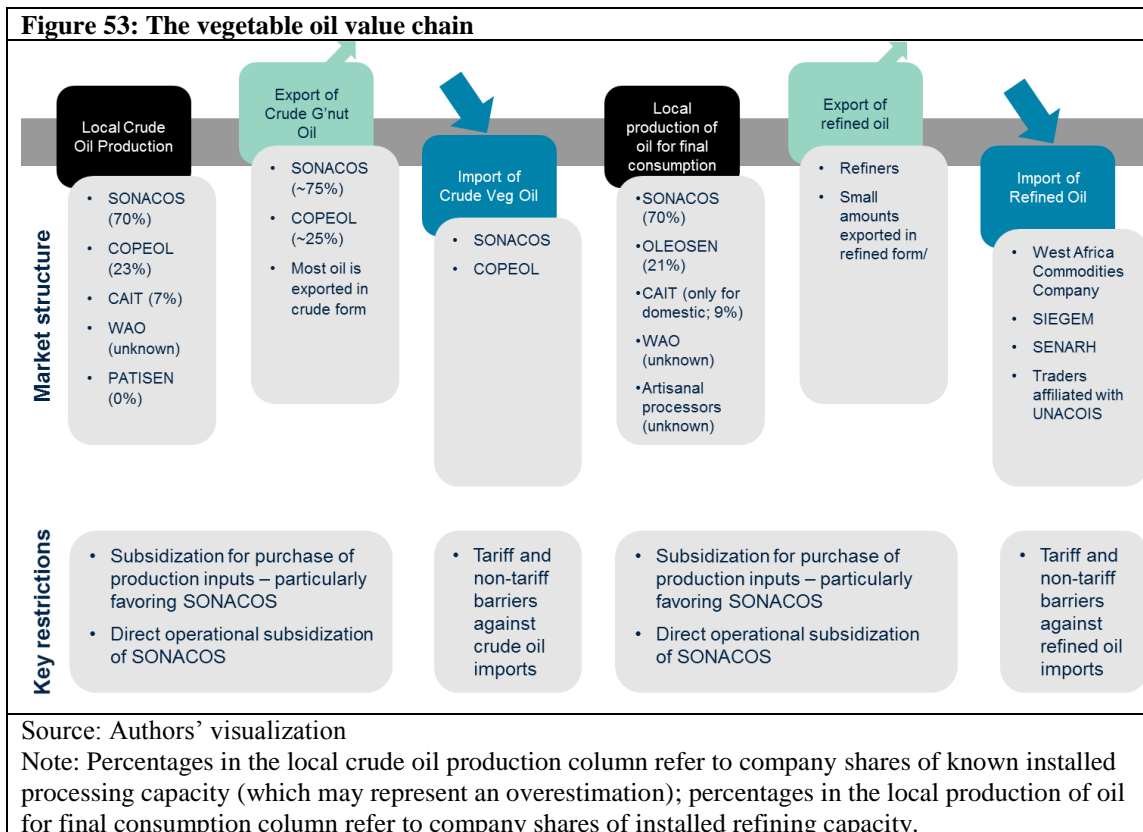 Figure 53: The vegetable oil value chain
Local Crude
Oil Production
Export of
Crude G'nut
Oil
Import of
Crude Veg Oil
Local
production of
oil for final
consumption
Export of
refined oil
Import of
Refined Oil
Market structure
• SONACOS
(70%)
• COPEOL
(23%)
• CAIT (7%)
• WAO
(unknown)
• PATISEN
(0%)
• SONACOS
(~75%)
• COPEOL
(~25%)
• Most oil is
exported in
crude form
• SONACOS
• COPEOL
•SONACOS
(70%)
•OLEOSEN
(21%)
•CAIT (only for
domestic; 9%)
•WAO
(unknown)
•Artisanal
processors
(unknown)
• Refiners
• Small
amounts
exported in
refined form/
• West Africa
Commodities
Company
• SIEGEM
• SENARH
• Traders
affiliated with
UNACOIS
Key restrictions
• Subsidization for purchase of
production inputs – particularly
favoring SONACOS
• Direct operational subsidization
of SONACOS
• Tariff and
non-tariff
barriers
against
crude oil
imports
• Subsidization for purchase of
production inputs – particularly
favoring SONACOS
• Direct operational subsidization
of SONACOS
• Tariff and
non-tariff
barriers
against
refined oil
imports
Source: Authors' visualization
Note: Percentages in the local crude oil production column refer to company shares of known installed
processing capacity (which may represent an overestimation); percentages in the local production of oil
for final consumption column refer to company shares of installed refining capacity.